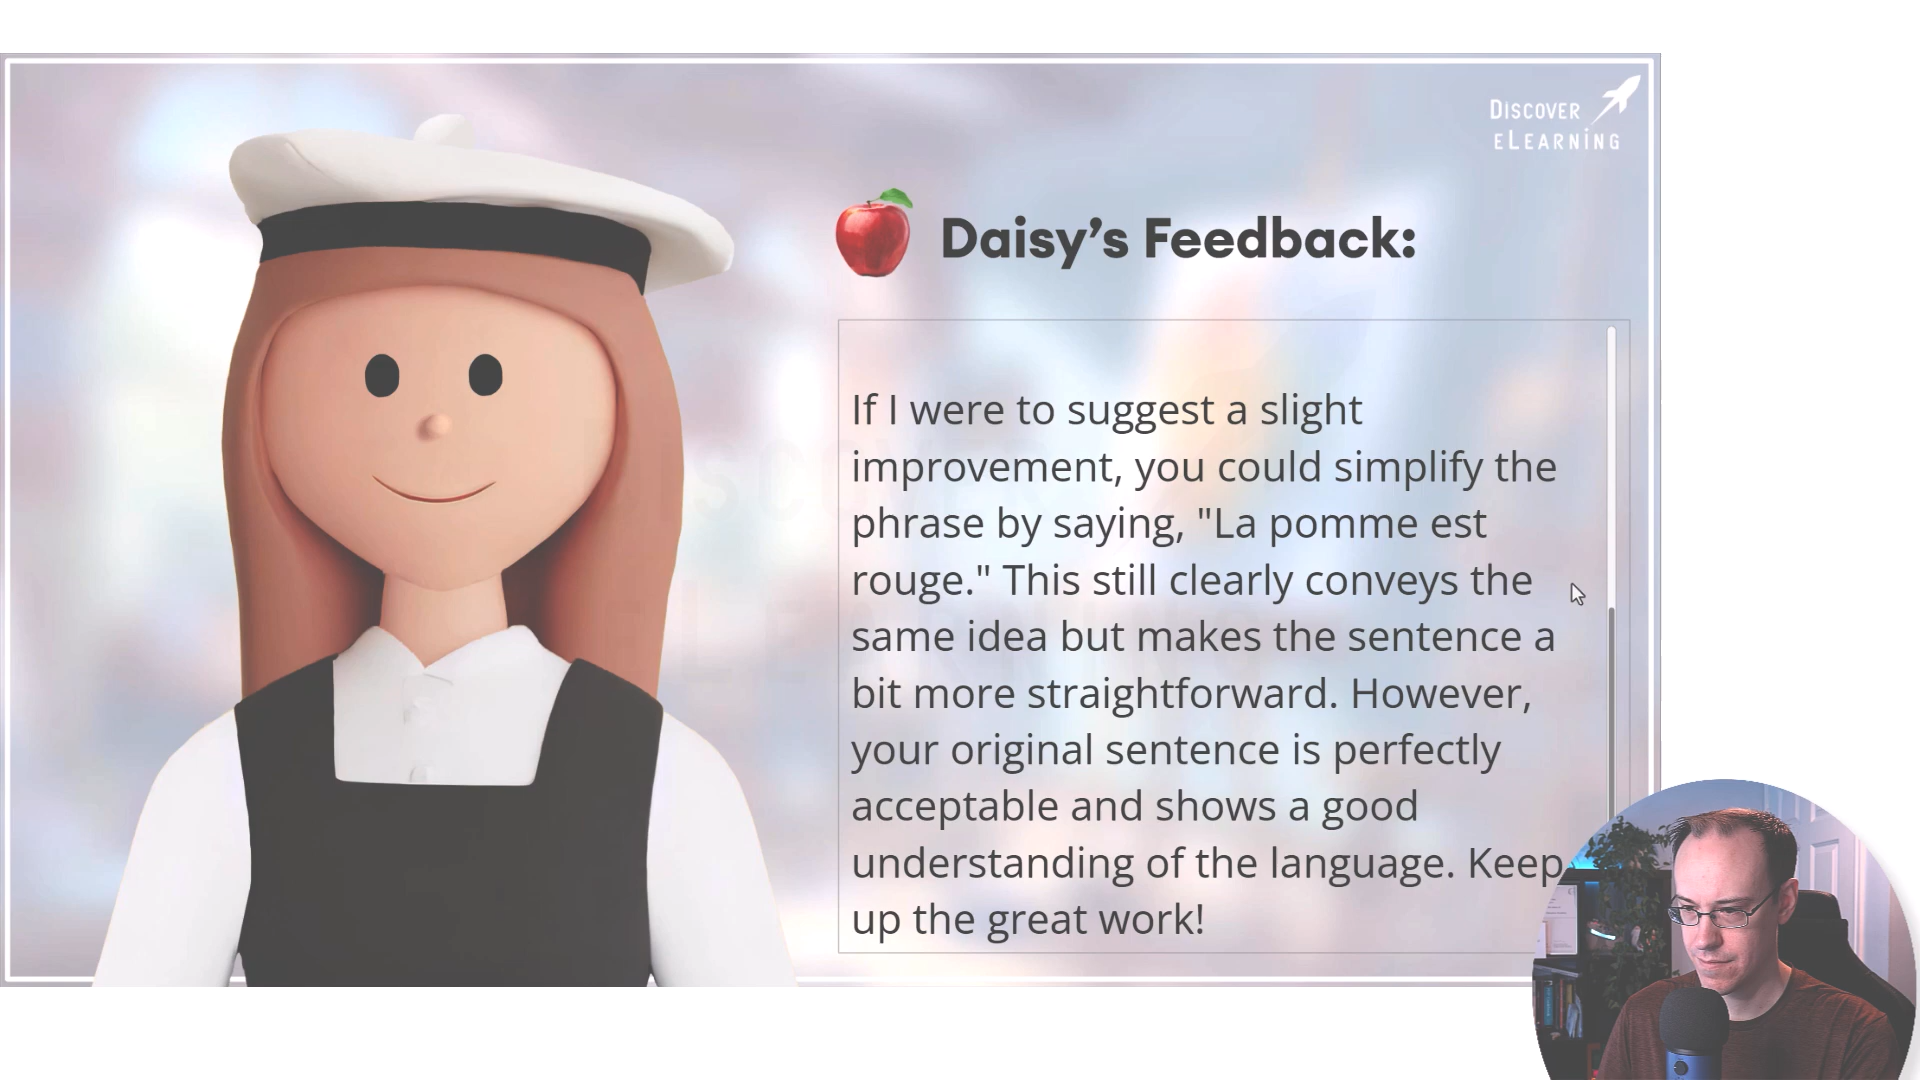 DISCOVER
eLEARNING
Daisy's Feedback:
If I were to suggest a slight
improvement, you could simplify the
phrase by saying, "La pomme est
rouge." This still clearly conveys the
same idea but makes the sentence a
bit more straightforward. However,
your original sentence is perfectly
acceptable and shows a good
understanding of the language. Keep
up the great work!